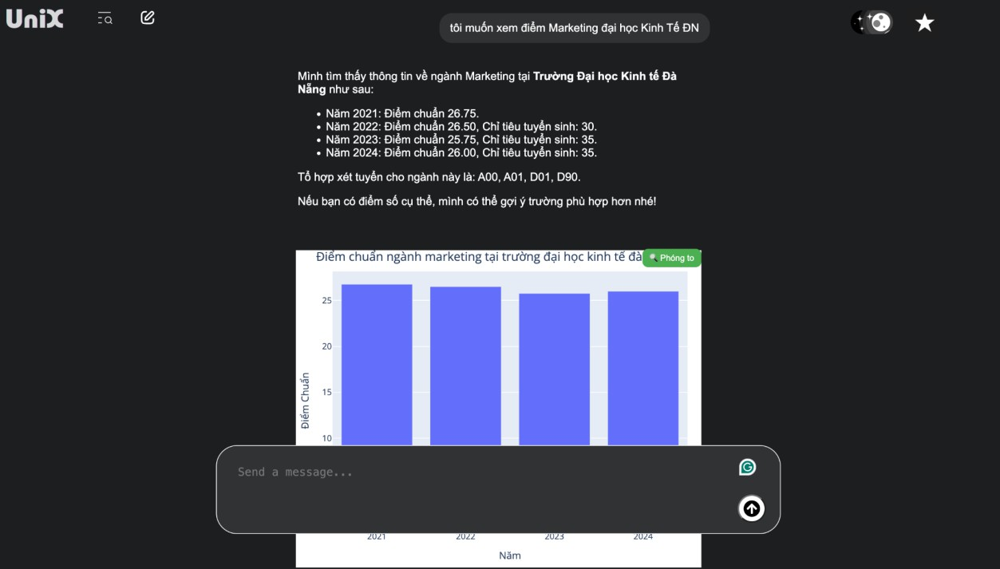 UniX
tôi muốn xem điểm Marketing đại học Kinh Tế ĐN
Mình tìm thấy thông tin về ngành Marketing tại Trường Đại học Kinh tế Đà
Nẵng như sau:
• Năm 2021: Điểm chuẩn 26.75.
• Năm 2022: Điểm chuẩn 26.50, Chỉ tiêu tuyển sinh: 30.
• Năm 2023: Điểm chuẩn 25.75, Chỉ tiêu tuyển sinh: 35.
• Năm 2024: Điểm chuẩn 26.00, Chỉ tiêu tuyển sinh: 35.
Tổ hợp xét tuyển cho ngành này là: A00, A01, D01, D90.
Nếu bạn có điểm số cụ thể, mình có thể gợi ý trường phù hợp hơn nhé!
Điểm chuẩn ngành marketing tại trường đại học kinh tế đà
Phóng to
25
20
15
10
Điểm Chuẩn
Send a message...
2021 2022 2023 2024
Năm